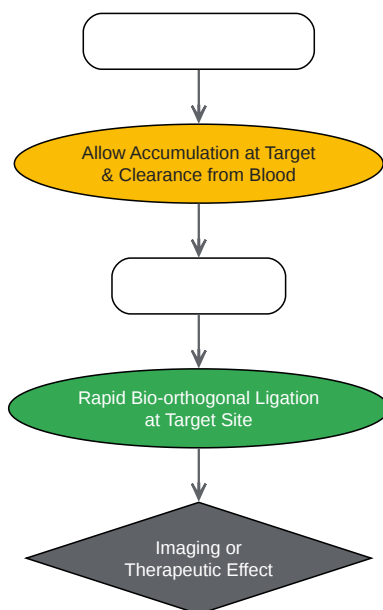 Allow Accumulation at Target
& Clearance from Blood
Rapid Bio-orthogonal Ligation
at Target Site
Imaging or
Therapeutic Effect